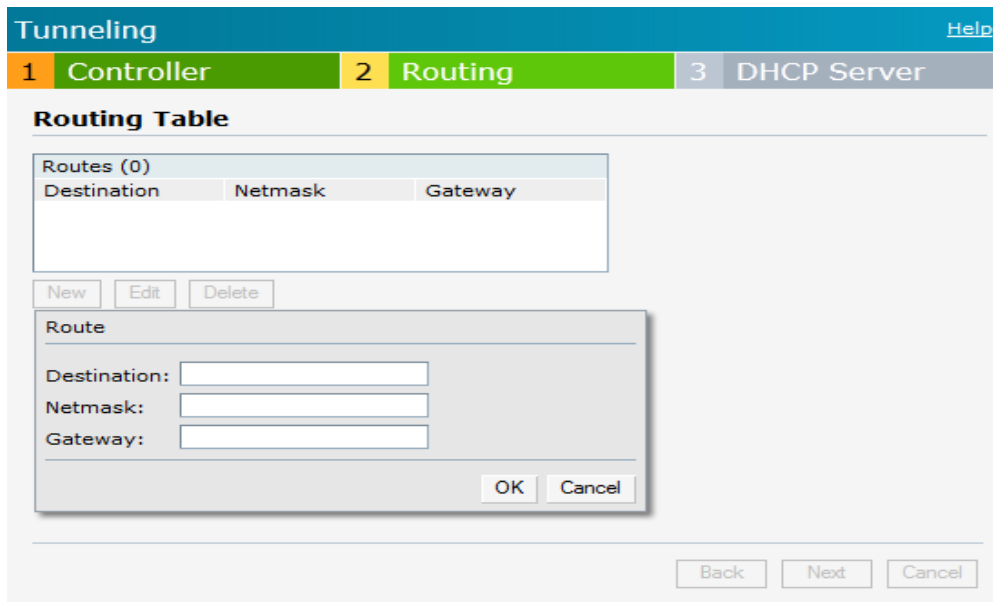 Tunneling Help
1 Controller 2 Routing 3 DHCP Server
Routing Table
Routes (0)
Destination Netmask Gateway
New Edit Delete
Route
Destination:
Netmask:
Gateway:
OK Cancel
Back Next Cancel